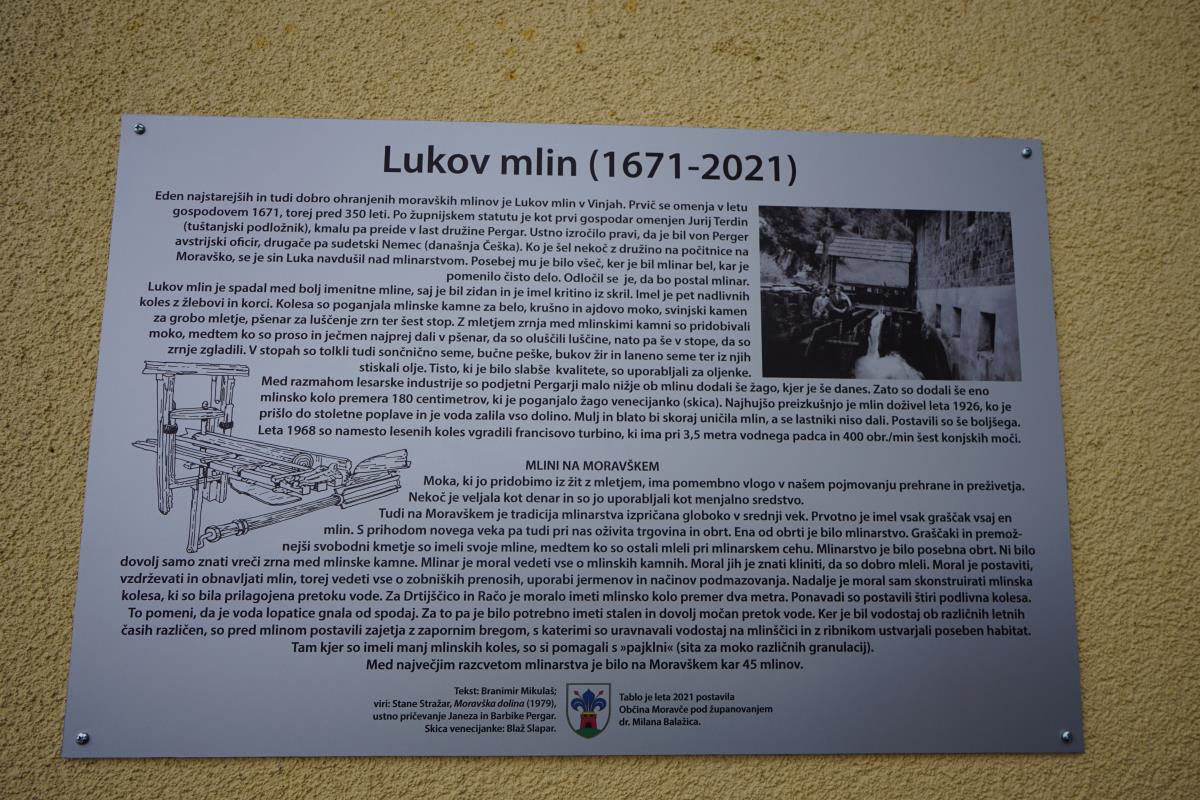 Lukov mlin (1671-2021)
Eden najstarejših in tudi dobro ohranjenih moravških mlinov je Lukov mlin v Vinjah. Prvič se omenja v letu
gospodovem 1671, torej pred 350 leti. Po župnijskem statutu je kot prvi gospodar omenjen Jurij Terdin
(tuštanjski podložnik), kmalu pa preide v last družine Pergar. Ustno izročilo pravi, da je bil von Perger
avstrijski oficir, drugače pa sudetski Nemec (današnja Češka). Ko je šel nekoč z družino na počitnice na
Moravško, se je sin Luka navdušil nad mlinarstvom. Posebej mu je bilo všeč, ker je bil mlinar bel, kar je
pomenilo čisto delo. Odločil se je, da bo postal mlinar.
Lukov mlin je spadal med bolj imenitne mline, saj je bil zidan in je imel kritino iz skril. Imel je pet nadlivnih
koles z žlebovi in korci. Kolesa so poganjala mlinske kamne za belo, krušno in ajdovo moko, svinjski kamen
za grobo mletje, pšenar za luščenje zrn ter šest stop. Z mletjem zrnja med mlinskimi kamni so pridobivali
moko, medtem ko so proso in ječmen najprej dali v pšenar, da so oluščili luščine, nato pa še v stope, da so
zrnje zgladili. V stopah so tolkli tudi sončnično seme, bučne peške, bukov žir in laneno seme ter iz njih
stiskali olje. Tisto, ki je bilo slabše kvalitete, so uporabljali za oljenke.
Med razmahom lesarske industrije so podjetni Pergarji malo nižje ob mlinu dodali še žago, kjer je še danes. Zato so dodali še eno
mlinsko kolo premera 180 centimetrov, ki je poganjalo žago venecijanko (skica). Najhujšo preizkušnjo je mlin doživel leta 1926, ko je
prišlo do stoletne poplave in je voda zalila vso dolino. Mulj in blato bi skoraj uničila mlin, a se lastniki niso dali. Postavili so še boljšega.
Leta 1968 so namesto lesenih koles vgradili francisovo turbino, ki ima pri 3,5 metra vodnega padca in 400 obr./min šest konjskih moči.
MLINI NA MORAVŠKEM
Moka, ki jo pridobimo iz žit z mletjem, ima pomembno vlogo v našem pojmovanju prehrane in preživetja.
Nekoč je veljala kot denar in so jo uporabljali kot menjalno sredstvo.
Tudi na Moravškem je tradicija mlinarstva izpričana globoko v srednji vek. Prvotno je imel vsak graščak vsaj en
mlin. S prihodom novega veka pa tudi pri nas oživita trgovina in obrt. Ena od obrti je bilo mlinarstvo. Graščaki in premož-
nejši svobodni kmetje so imeli svoje mline, medtem ko so ostali mleli pri mlinarskem cehu. Mlinarstvo je bilo posebna obrt. Ni bilo
dovolj samo znati vreči zrna med mlinske kamne. Mlinar je moral vedeti vse o mlinskih kamnih. Moral jih je znati kliniti, da so dobro mleli. Moral je postaviti,
vzdrževati in obnavljati mlin, torej vedeti vse o zobniških prenosih, uporabi jermenov in načinov podmazovanja. Nadalje je moral sam skonstruirati mlinska
kolesa, ki so bila prilagojena pretoku vode. Za Drtijščico in Račo je moralo imeti mlinsko kolo premer dva metra. Ponavadi so postavili štiri podlivna kolesa.
To pomeni, da je voda lopatice gnala od spodaj. Za to pa je bilo potrebno imeti stalen in dovolj močan pretok vode. Ker je bil vodostaj ob različnih letnih
časih različen, so pred mlinom postavili zajetja z zapornim bregom, s katerimi so uravnavali vodostaj na mlinščici in z ribnikom ustvarjali poseben habitat.
Tam kjer so imeli manj mlinskih koles, so si pomagali s »pajklni« (sita za moko različnih granulacij).
Med največjim razcvetom mlinarstva je bilo na Moravškem kar 45 mlinov.
Tekst: Branimir Mikulaš;
viri: Stane Stražar, Moravška dolina (1979),
ustno pričevanje Janeza in Barbike Pergar.
Skica venecijanke: Blaž Slapar.
Tablo je leta 2021 postavila
Občina Moravče pod županovanjem
dr. Milana Balažica.